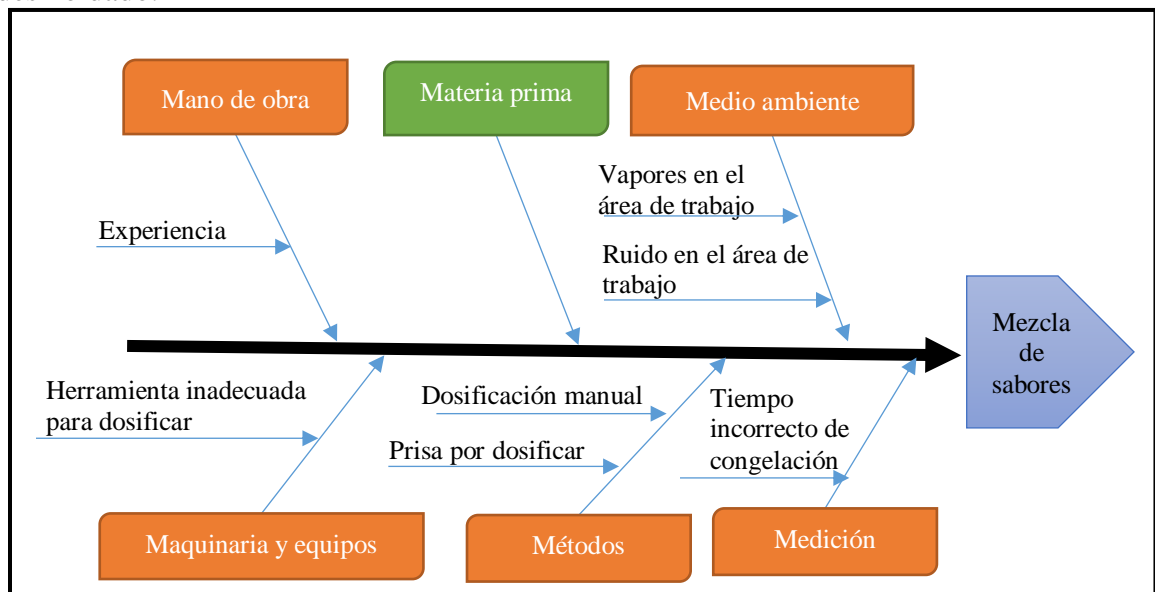 Mano de obra
Materia prima
Medio ambiente
Vapores en el
área de trabajo
Experiencia
Ruido en el área de
trabajo
Mezcla
de
sabores
Herramienta inadecuada
para dosificar
Dosificación manual
Prisa por dosificar
Tiempo
incorrecto de
congelación
Maquinaria y equipos
Métodos
Medición